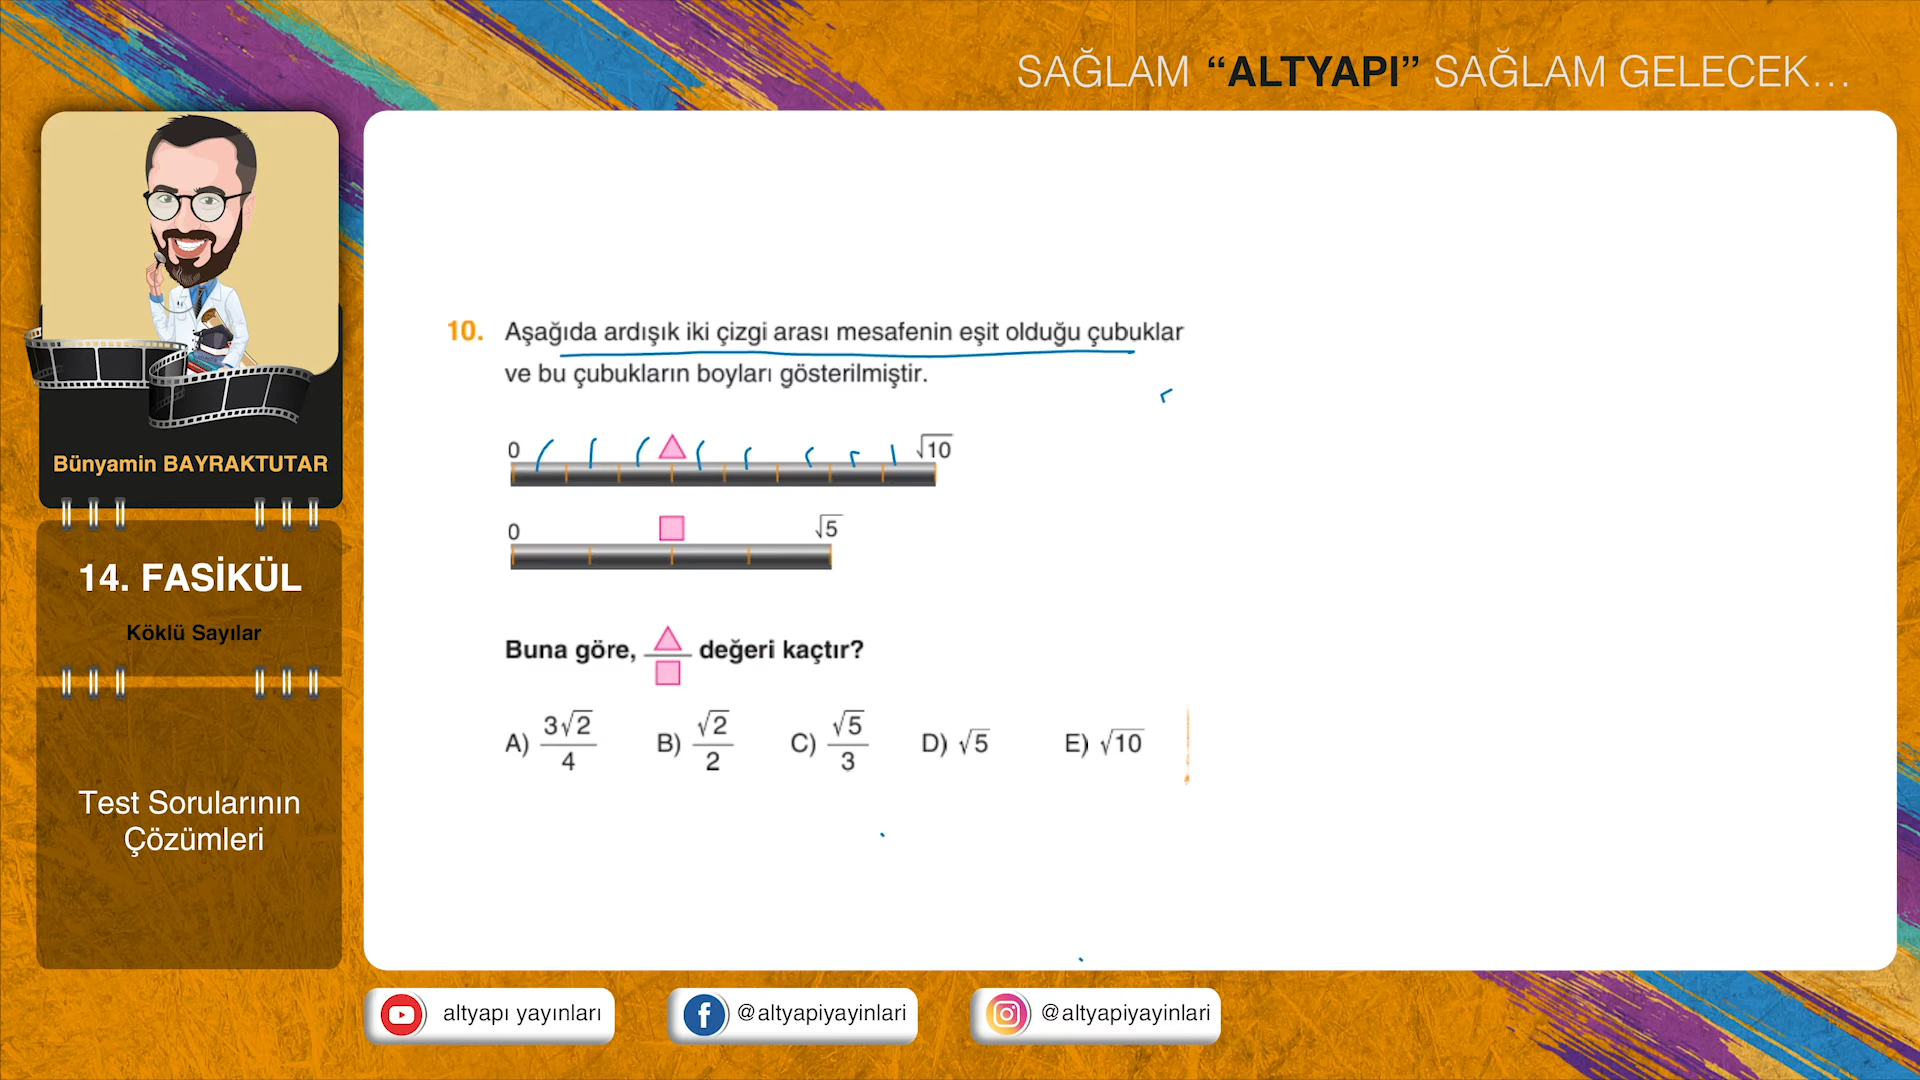 SAĞLAM “ALTYAPI” SAĞLAM GELECEK...
Bünyamin BAYRAKTUTAR
14. FASİKÜL
Köklü Sayılar
Test Sorularının
Çözümleri
10. Aşağıda ardışık iki çizgi arası mesafenin eşit olduğu çubuklar
ve bu çubukların boyları gösterilmiştir.
0 △ √10
0 □ √5
Buna göre, △/□ değeri kaçtır?
A) 3√2/4 B) √2/2 C) √5/3 D) √5 E) √10
altyapı yayınları @altyapiyayinlari @altyapiyayinlari